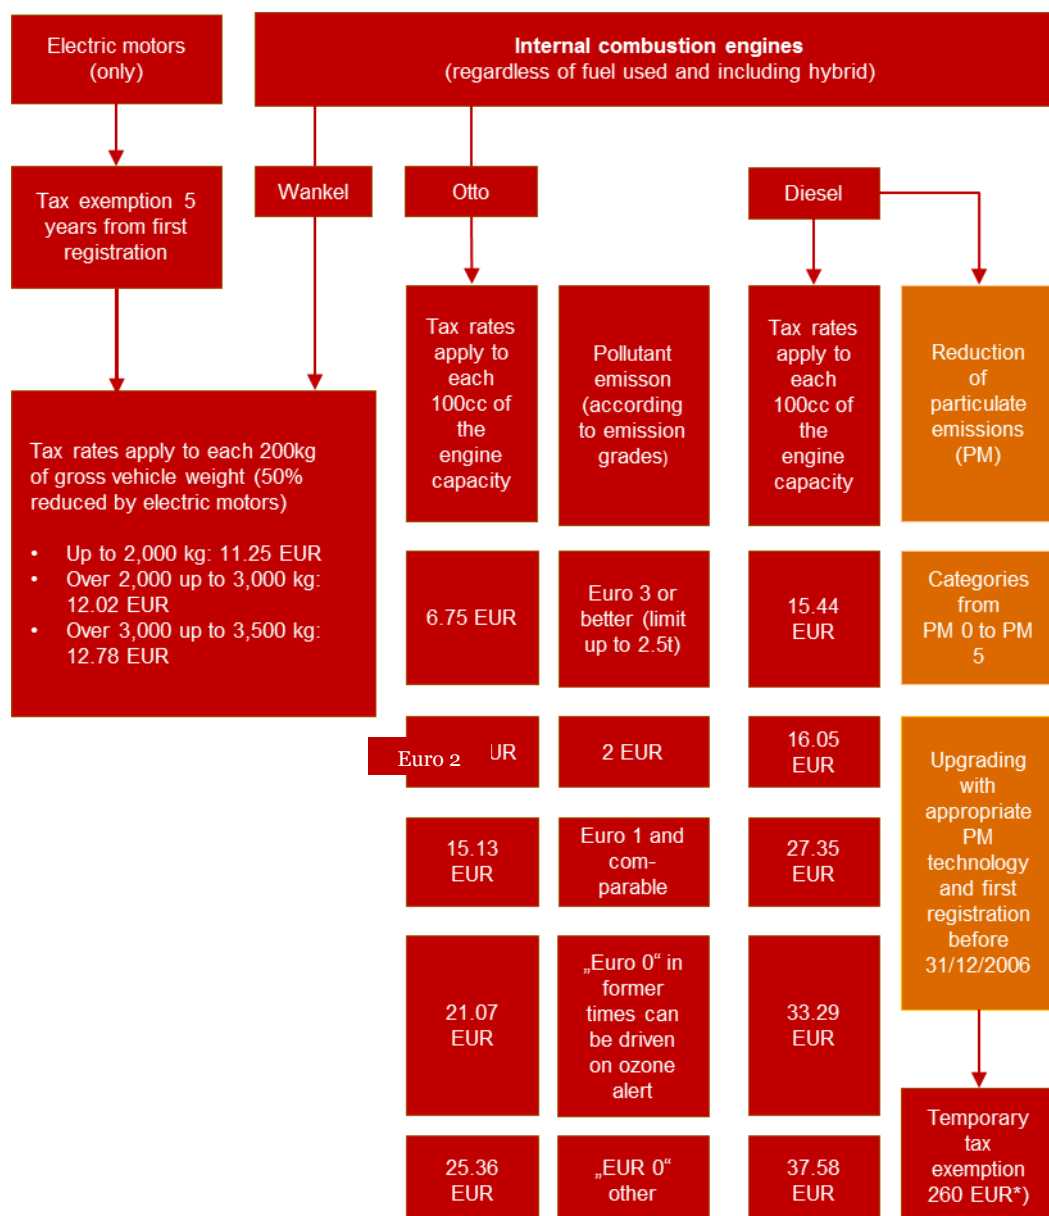 Electric motors
(only)
Internal combustion engines
(regardless of fuel used and including hybrid)
Tax exemption 5
years from first
registration
Wankel
Otto
Diesel
Tax rates apply to each 200kg
of gross vehicle weight (50%
reduced by electric motors)
• Up to 2,000 kg: 11.25 EUR
• Over 2,000 up to 3,000 kg:
12.02 EUR
• Over 3,000 up to 3,500 kg:
12.78 EUR
Tax rates
apply to
each
100cc of
the
engine
capacity
Pollutant
emisson
(according
to emission
grades)
Tax rates
apply to
each
100cc of
the
engine
capacity
Reduction
of
particulate
emissions
(PM)
6.75 EUR
Euro 3 or
better (limit
up to 2.5t)
15.44
EUR
Categories
from
PM 0 to PM
5
Euro 2
UR
2 EUR
16.05
EUR
Upgrading
with
appropriate
PM
technology
and first
registration
before
31/12/2006
15.13
EUR
Euro 1 and
com-
parable
27.35
EUR
21.07
EUR
„Euro 0“ in
former
times can
be driven
on ozone
alert
33.29
EUR
25.36
EUR
„EUR 0“
other
37.58
EUR
Temporary
tax
exemption
260 EUR*)